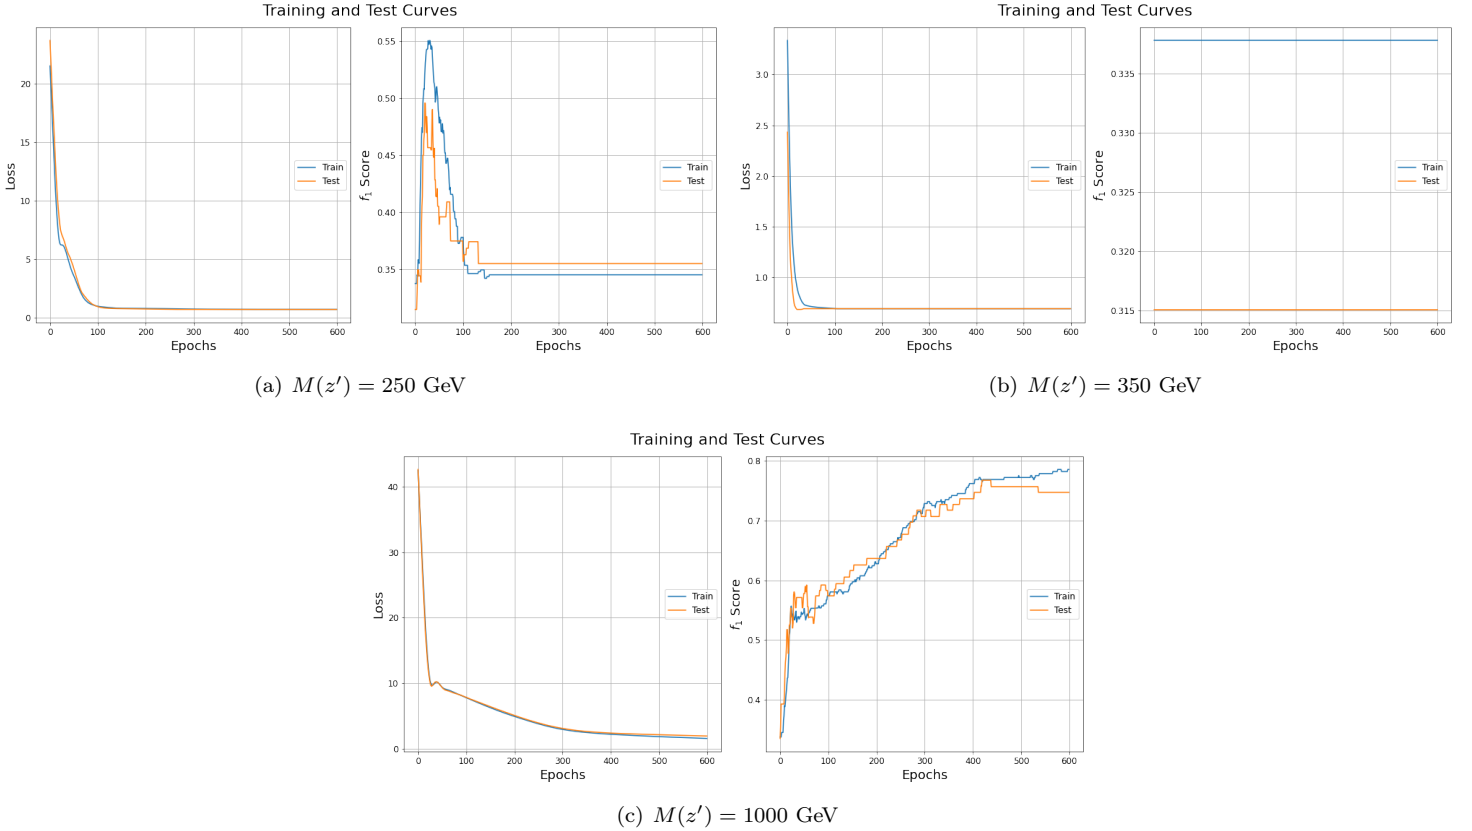 Training and Test Curves
Loss
20
15
10
5
0
Train
Test
0 100 200 300 400 500 600
Epochs
f₁ Score
0.55
0.50
0.45
0.40
0.35
Train
Test
0 100 200 300 400 500 600
Epochs
(a) M(z′) = 250 GeV
Training and Test Curves
Loss
3.0
2.5
2.0
1.5
1.0
Train
Test
0 100 200 300 400 500 600
Epochs
f₁ Score
0.335
0.330
0.325
0.320
0.315
Train
Test
0 100 200 300 400 500 600
Epochs
(b) M(z′) = 350 GeV
Training and Test Curves
Loss
40
30
20
10
0
Train
Test
0 100 200 300 400 500 600
Epochs
f₁ Score
0.8
0.7
0.6
0.5
0.4
Train
Test
0 100 200 300 400 500 600
Epochs
(c) M(z′) = 1000 GeV